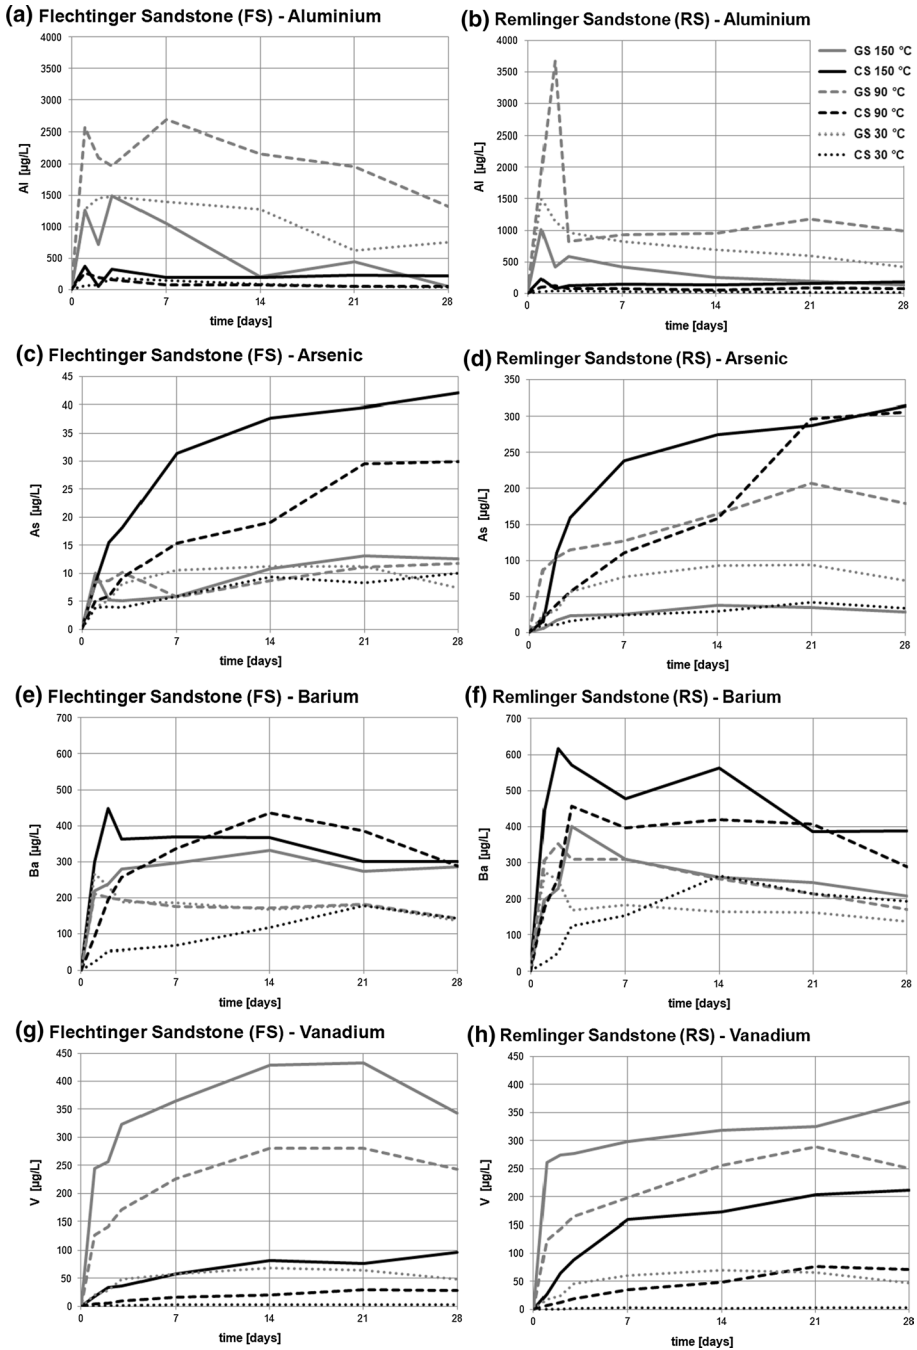 (a) Flechtinger Sandstone (FS) - Aluminium
4000
3500
3000
2500
2000
1500
1000
500
0
Al [µg/L]
0 7 14 21 28
time [days]
(b) Remlinger Sandstone (RS) - Aluminium
4000
3500
3000
2500
2000
1500
1000
500
0
Al [µg/L]
0 7 14 21 28
time [days]
GS 150 °C
CS 150 °C
GS 90 °C
CS 90 °C
GS 30 °C
CS 30 °C
(c) Flechtinger Sandstone (FS) - Arsenic
45
40
35
30
25
20
15
10
5
0
As [µg/L]
0 7 14 21 28
time [days]
(d) Remlinger Sandstone (RS) - Arsenic
350
300
250
200
150
100
50
0
As [µg/L]
0 7 14 21 28
time [days]
(e) Flechtinger Sandstone (FS) - Barium
700
600
500
400
300
200
100
0
Ba [µg/L]
0 7 14 21 28
time [days]
(f) Remlinger Sandstone (RS) - Barium
700
600
500
400
300
200
100
0
Ba [µg/L]
0 7 14 21 28
time [days]
(g) Flechtinger Sandstone (FS) - Vanadium
450
400
350
300
250
200
150
100
50
0
V [µg/L]
0 7 14 21 28
time [days]
(h) Remlinger Sandstone (RS) - Vanadium
450
400
350
300
250
200
150
100
50
0
V [µg/L]
0 7 14 21 28
time [days]